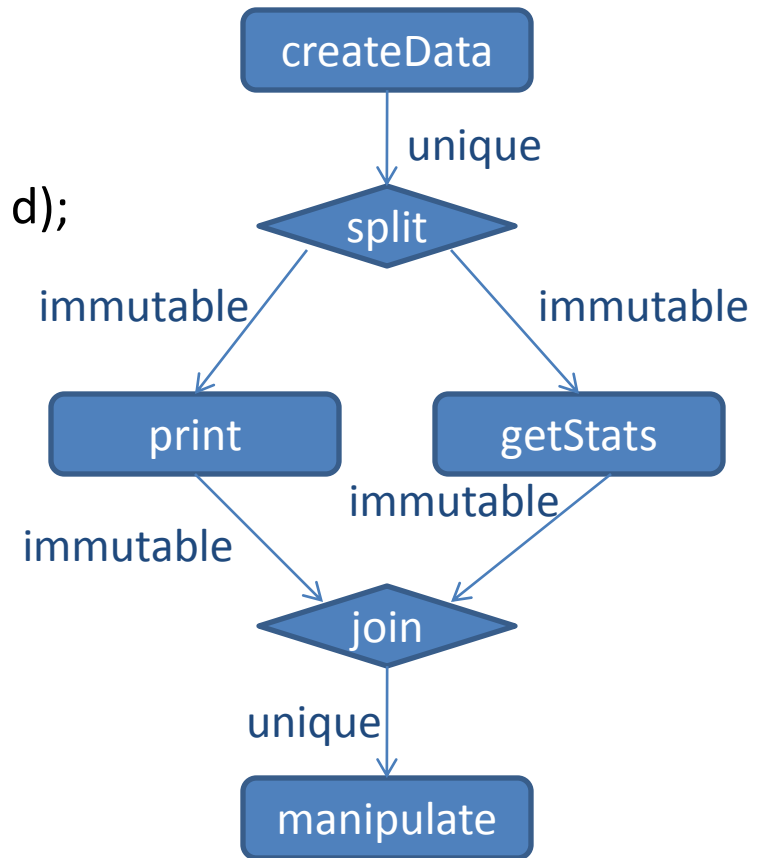 createData
unique
d);
split
immutable
immutable
print
getStats
immutable
immutable
join
unique
manipulate